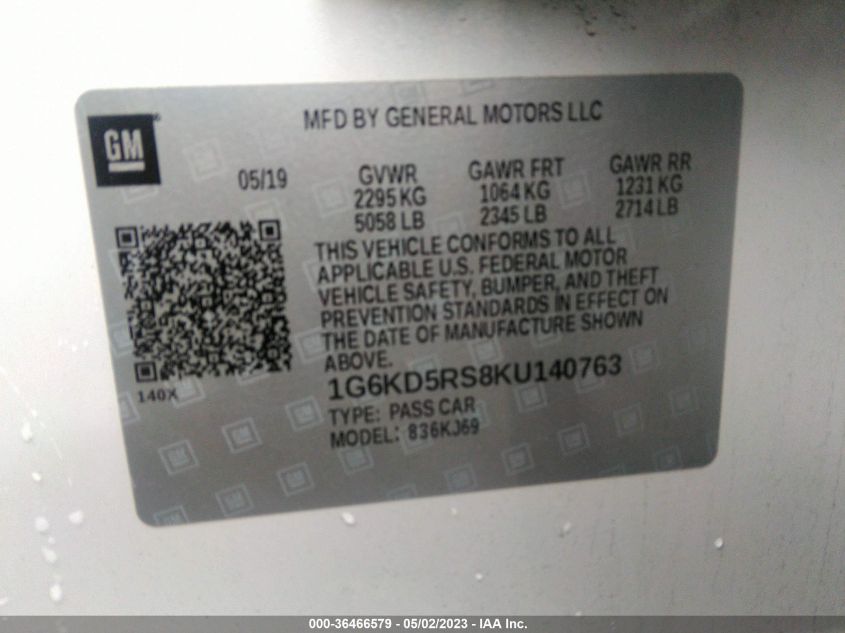 MFD BY GENERAL MOTORS LLC
GM
05/19
GVWR
2295 KG
5058 LB
GAWR FRT
1064 KG
2345 LB
GAWR RR
1231 KG
2714 LB
THIS VEHICLE CONFORMS TO ALL
APPLICABLE U.S. FEDERAL MOTOR
VEHICLE SAFETY, BUMPER, AND THEFT
PREVENTION STANDARDS IN EFFECT ON
THE DATE OF MANUFACTURE SHOWN
ABOVE.
140X
1G6KD5RS8KU140763
TYPE: PASS CAR
MODEL: 836KJ69
000-36466579 - 05/02/2023 - IAA Inc.